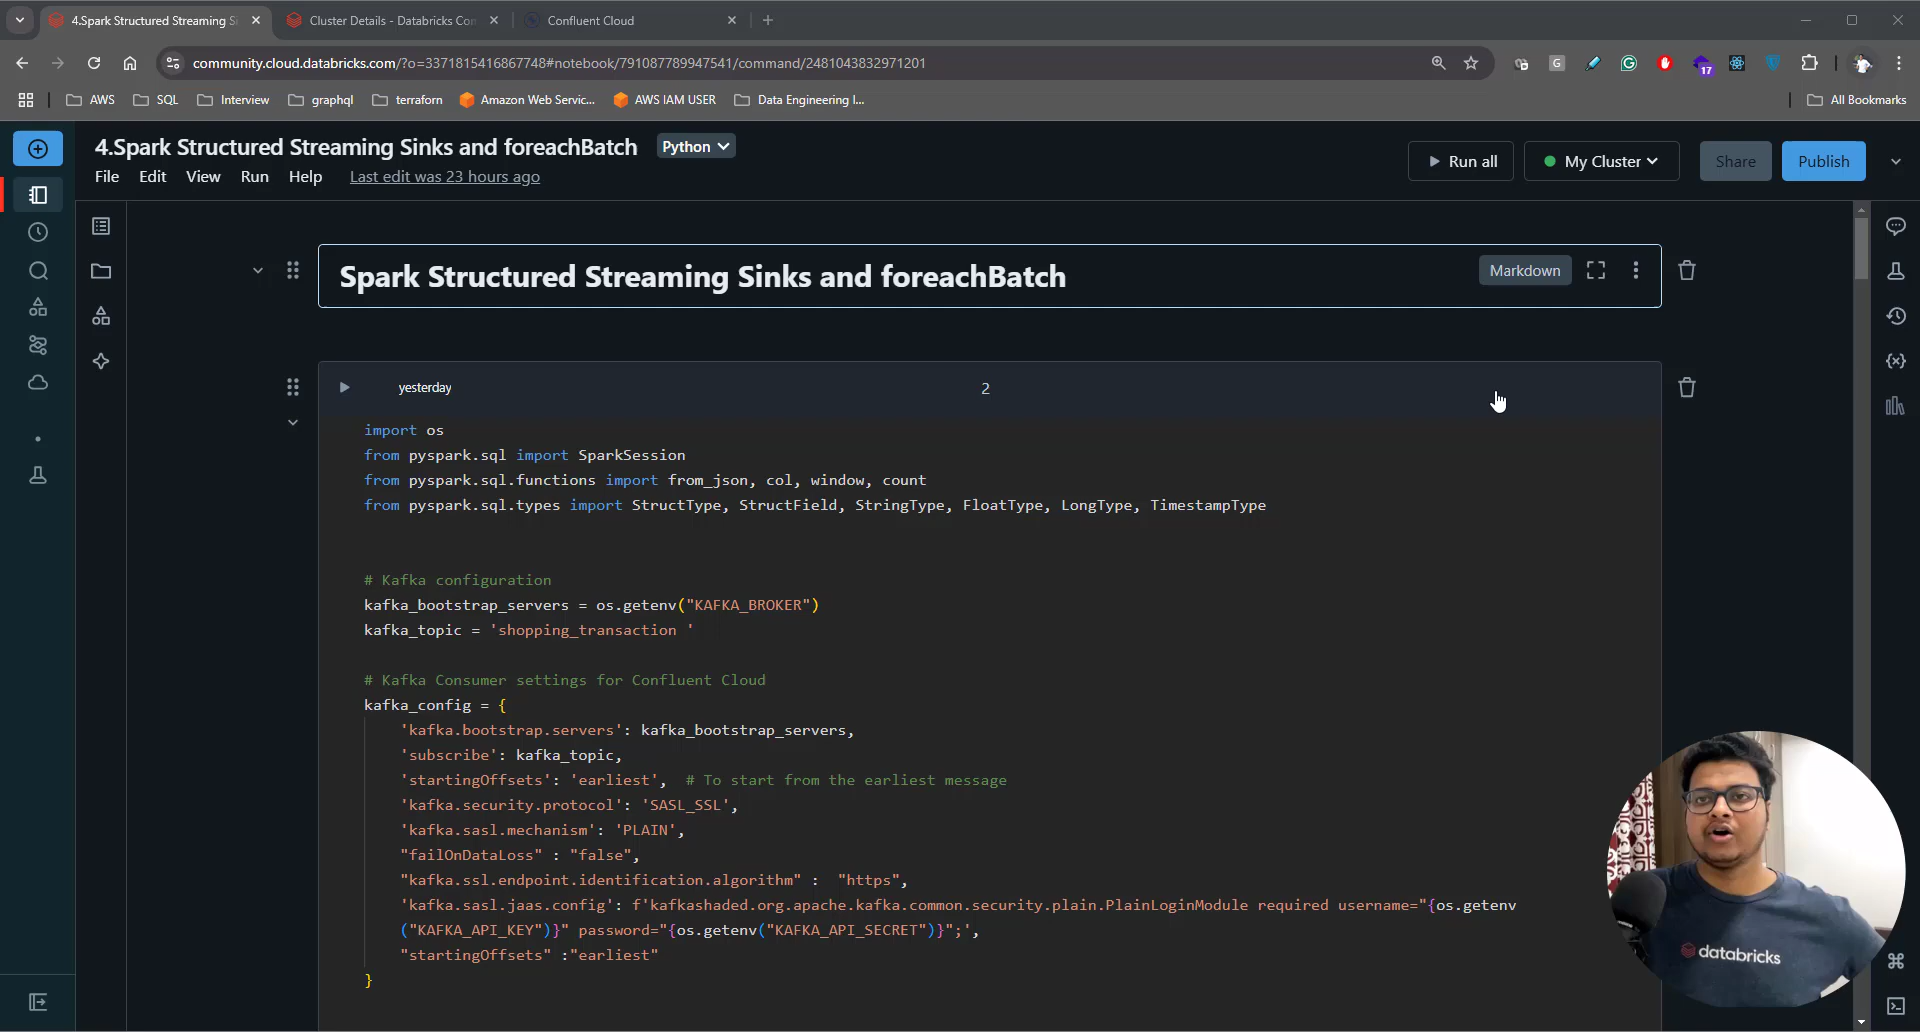 4.Spark Structured Streaming Si
Cluster Details - Databricks Con
Confluent Cloud
community.cloud.databricks.com/?o=3371815416867748#notebook/791087789947541/command/2481043832971201
G
17
AWS
SQL
Interview
graphql
terraforn
Amazon Web Servic...
AWS IAM USER
Data Engineering I...
All Bookmarks
4.Spark Structured Streaming Sinks and foreachBatch
Python
File Edit View Run Help Last edit was 23 hours ago
Run all
My Cluster
Share
Publish
Spark Structured Streaming Sinks and foreachBatch
Markdown
yesterday
2
import os
from pyspark.sql import SparkSession
from pyspark.sql.functions import from_json, col, window, count
from pyspark.sql.types import StructType, StructField, StringType, FloatType, LongType, TimestampType
# Kafka configuration
kafka_bootstrap_servers = os.getenv("KAFKA_BROKER")
kafka_topic = 'shopping_transaction '
# Kafka Consumer settings for Confluent Cloud
kafka_config = {
'kafka.bootstrap.servers': kafka_bootstrap_servers,
'subscribe': kafka_topic,
'startingOffsets': 'earliest',  # To start from the earliest message
'kafka.security.protocol': 'SASL_SSL',
'kafka.sasl.mechanism': 'PLAIN',
"failOnDataLoss" : "false",
"kafka.ssl.endpoint.identification.algorithm" :  "https",
'kafka.sasl.jaas.config': f'kafkashaded.org.apache.kafka.common.security.plain.PlainLoginModule required username="{os.getenv
("KAFKA_API_KEY")}" password="{os.getenv("KAFKA_API_SECRET")}";',
"startingOffsets" :"earliest"
}
databricks